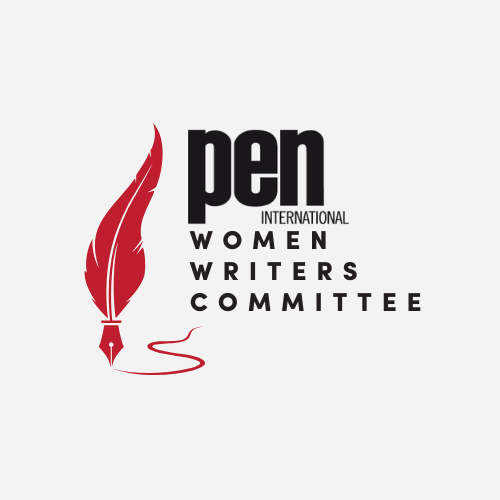 pen
INTERNATIONAL
WOMEN
WRITERS
COMMITTEE